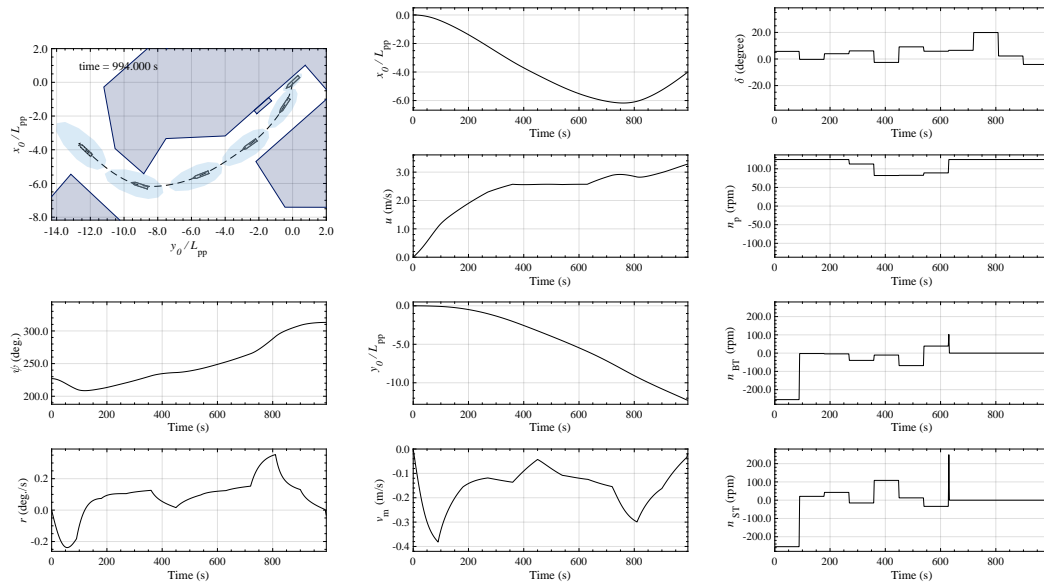 time = 994.000 s
2.0
0.0
-2.0
-4.0
-6.0
-8.0
x0 / Lpp
-14.0 -12.0 -10.0 -8.0 -6.0 -4.0 -2.0 0.0 2.0
y0 / Lpp
0.0
-2.0
-4.0
-6.0
x0 / Lpp
0 200 400 600 800
Time (s)
20.0
0.0
-20.0
δ (degree)
0 200 400 600 800
Time (s)
3.0
2.0
1.0
0.0
u (m/s)
0 200 400 600 800
Time (s)
100.0
50.0
0.0
-50.0
-100.0
np (rpm)
0 200 400 600 800
Time (s)
300.0
250.0
200.0
ψ (deg.)
0 200 400 600 800
Time (s)
0.0
-5.0
-10.0
y0 / Lpp
0 200 400 600 800
Time (s)
200.0
100.0
0.0
-100.0
-200.0
nBT (rpm)
0 200 400 600 800
Time (s)
0.2
0.0
-0.2
r (deg./s)
0 200 400 600 800
Time (s)
0.0
-0.1
-0.2
-0.3
-0.4
vm (m/s)
0 200 400 600 800
Time (s)
200.0
100.0
0.0
-100.0
-200.0
nST (rpm)
0 200 400 600 800
Time (s)